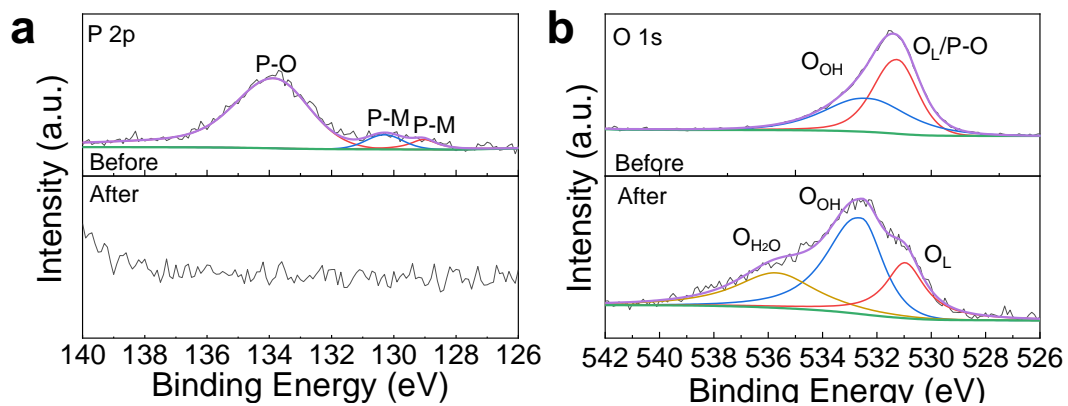 a
P 2p
P-O
P-M
P-M
Before
After
Intensity (a.u.)
140 138 136 134 132 130 128 126
Binding Energy (eV)
b
O 1s
O_OH
O_L/P-O
Before
After
O_H2O
O_OH
O_L
Intensity (a.u.)
542 540 538 536 534 532 530 528 526
Binding Energy (eV)